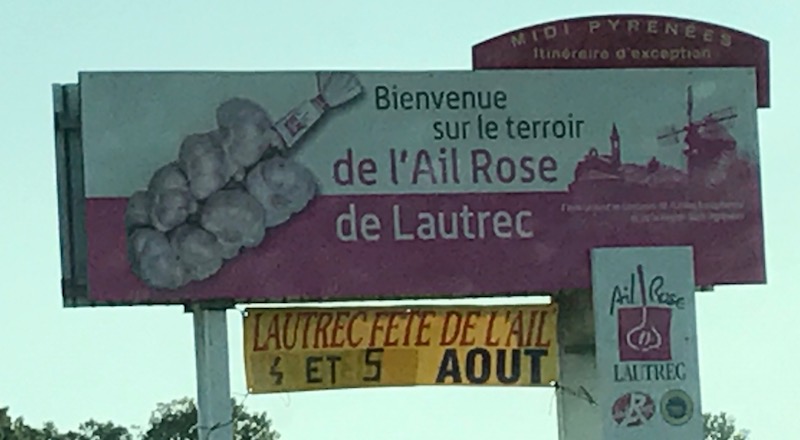 MIDI PYRENÉES
Itinéraire d'exception
Bienvenue
sur le terroir
de l'Ail Rose
de Lautrec
LAUTREC FETE DE L'AIL
4 ET 5 AOUT
Ail Rose
LAUTREC